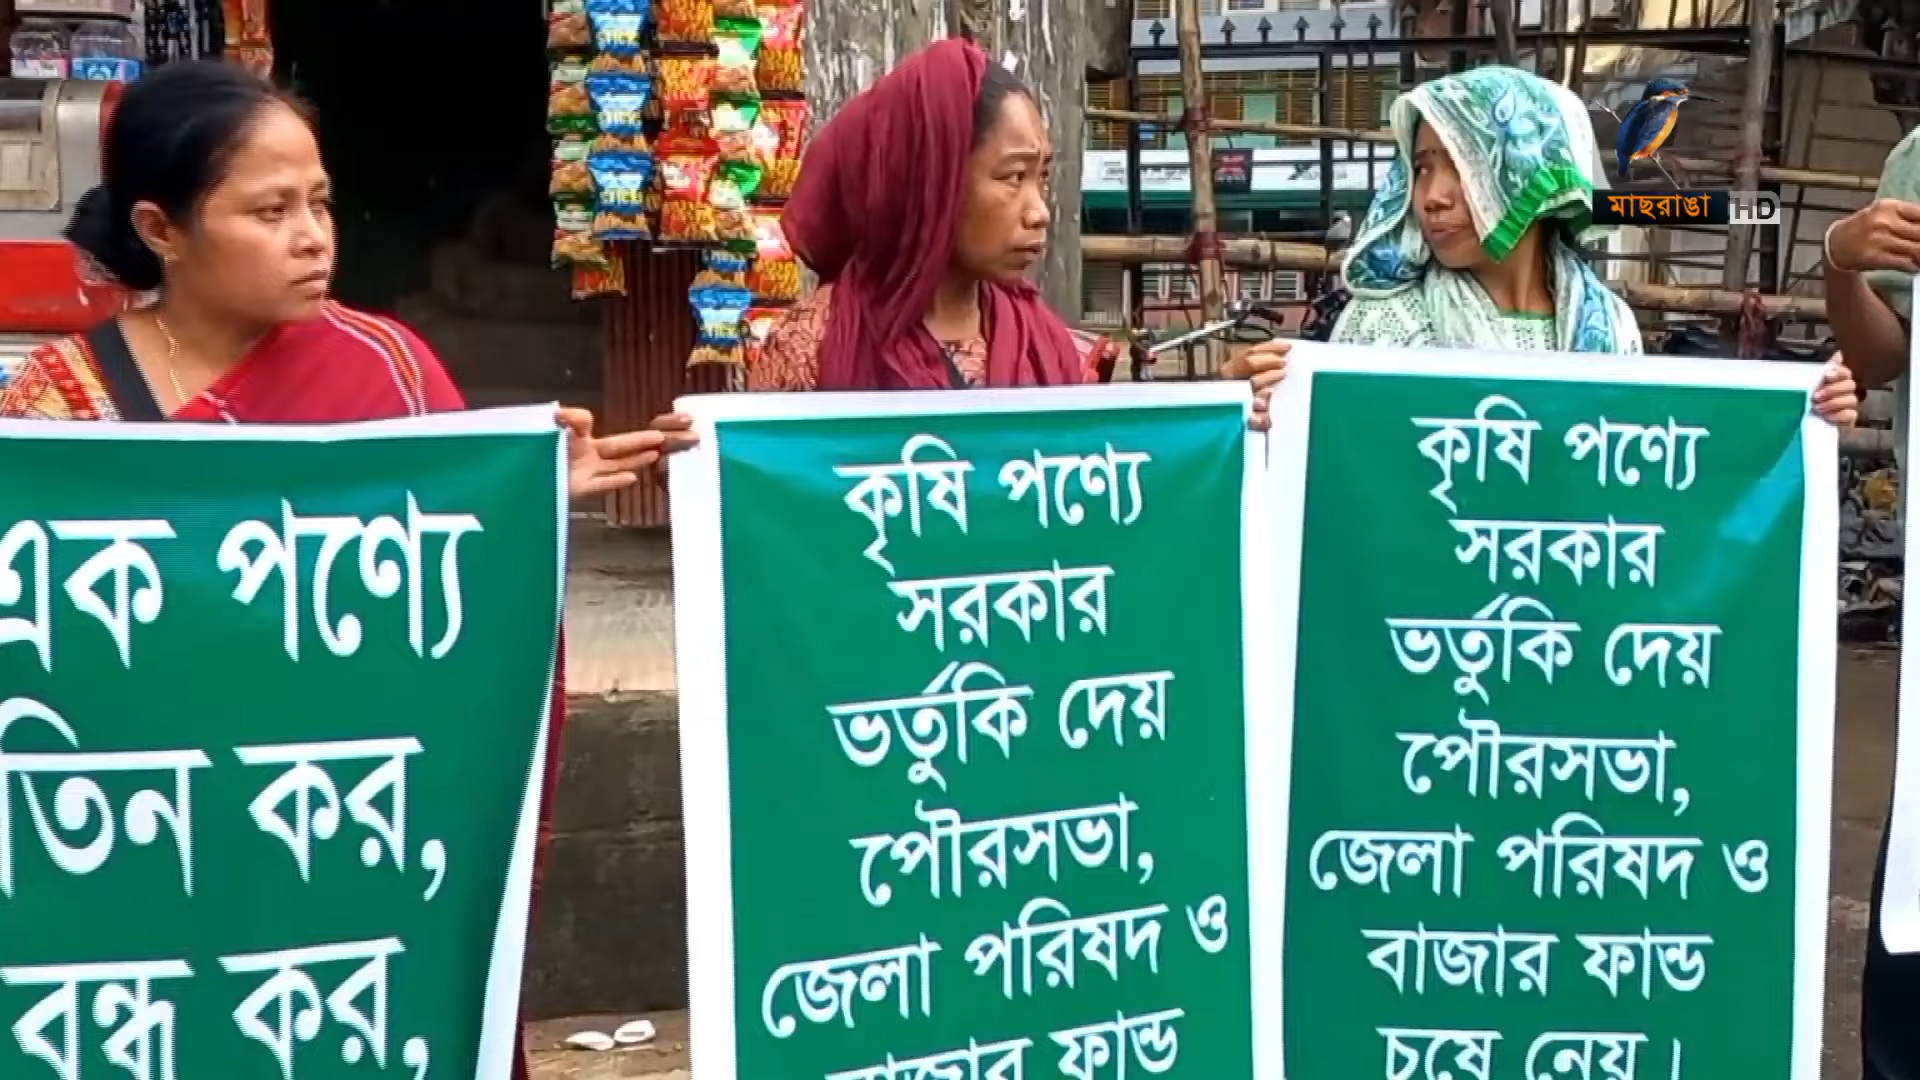 মাছরাঙা HD
এক পণ্যে
তিন কর,
বন্ধ কর,
কৃষি পণ্যে
সরকার
ভর্তুকি দেয়
পৌরসভা,
জেলা পরিষদ ও
বাজার ফান্ড
কৃষি পণ্যে
সরকার
ভর্তুকি দেয়
পৌরসভা,
জেলা পরিষদ ও
বাজার ফান্ড
চষে নেয়।